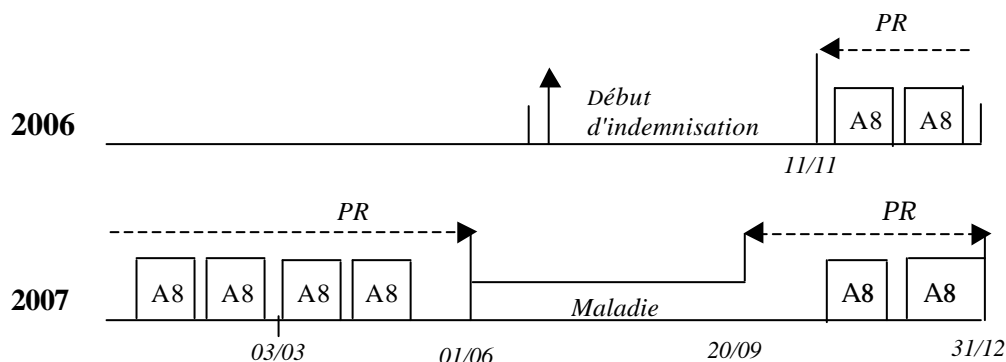 PR
2006
Début
d'indemnisation
A8 A8
11/11
PR PR
2007
A8 A8 A8 A8 Maladie A8 A8
03/03 01/06 20/09 31/12